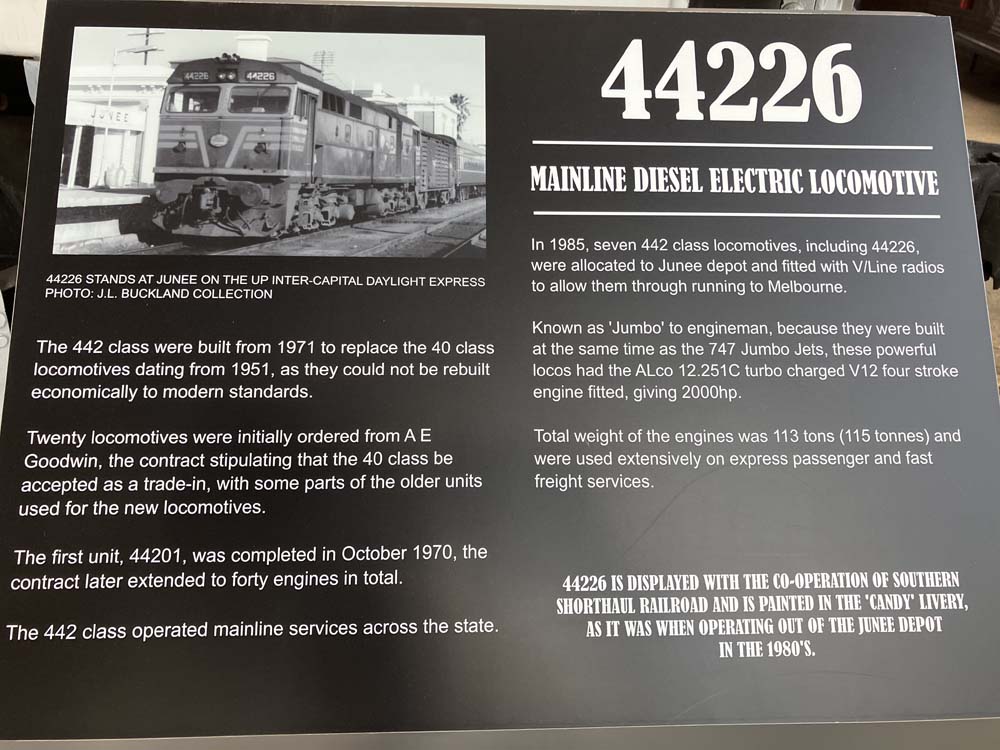 44226
44226
JUNEE
44226 STANDS AT JUNEE ON THE UP INTER-CAPITAL DAYLIGHT EXPRESS
PHOTO: J.L. BUCKLAND COLLECTION
The 442 class were built from 1971 to replace the 40 class
locomotives dating from 1951, as they could not be rebuilt
economically to modern standards.
Twenty locomotives were initially ordered from A E
Goodwin, the contract stipulating that the 40 class be
accepted as a trade-in, with some parts of the older units
used for the new locomotives.
The first unit, 44201, was completed in October 1970, the
contract later extended to forty engines in total.
The 442 class operated mainline services across the state.
44226
MAINLINE DIESEL ELECTRIC LOCOMOTIVE
In 1985, seven 442 class locomotives, including 44226,
were allocated to Junee depot and fitted with V/Line radios
to allow them through running to Melbourne.
Known as 'Jumbo' to engineman, because they were built
at the same time as the 747 Jumbo Jets, these powerful
locos had the ALco 12.251C turbo charged V12 four stroke
engine fitted, giving 2000hp.
Total weight of the engines was 113 tons (115 tonnes) and
were used extensively on express passenger and fast
freight services.
44226 IS DISPLAYED WITH THE CO-OPERATION OF SOUTHERN
SHORTHAUL RAILROAD AND IS PAINTED IN THE 'CANDY' LIVERY,
AS IT WAS WHEN OPERATING OUT OF THE JUNEE DEPOT
IN THE 1980'S.